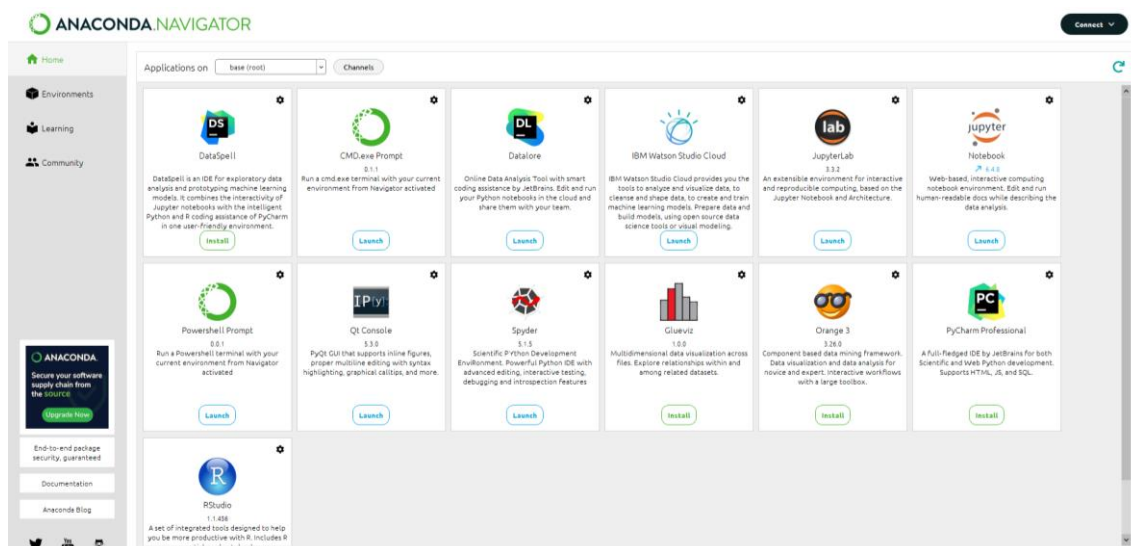 ANACONDA.NAVIGATOR
Connect
Home
Environments
Learning
Community
Applications on
base (root)
Channels
DS
DataSpell
DataSpell is an IDE for exploratory data
analysis and prototyping machine learning
models. It combines the interactivity of
Jupyter notebooks with the intelligent
Python and R coding assistance of PyCharm
in one user-friendly environment.
Install
CMD.exe Prompt
0.1.1
Run a cmd.exe terminal with your current
environment from Navigator activated
Launch
DL
Datalore
Online Data Analysis Tool with smart
coding assistance by JetBrains. Edit and run
your Python notebooks in the cloud and
share them with your team.
Launch
IBM Watson Studio Cloud
IBM Watson Studio Cloud provides you the
tools to analyze and visualize data, to
cleanse and shape data, to create and train
machine learning models. Prepare data and
build models, using open source data
science tools or visual modeling.
Launch
lab
JupyterLab
3.3.2
An extensible environment for interactive
and reproducible computing, based on the
Jupyter Notebook and Architecture.
Launch
jupyter
Notebook
6.4.8
Web-based, interactive computing
notebook environment. Edit and run
human-readable docs while describing the
data analysis.
Launch
Powershell Prompt
0.0.1
Run a Powershell terminal with your
current environment from Navigator
activated
Launch
IP[y]:
Qt Console
5.3.0
PyQt GUI that supports inline figures,
proper multiline editing with syntax
highlighting, graphical calltips, and more.
Launch
Spyder
5.1.5
Scientific PYthon Development
EnviRonment. Powerful Python IDE with
advanced editing, interactive testing,
debugging and introspection features
Launch
Glueviz
1.0.0
Multidimensional data visualization across
files. Explore relationships within and
among related datasets.
Install
Orange 3
3.26.0
Component based data mining framework.
Data visualization and data analysis for
novice and expert. Interactive workflows
with a large toolbox.
Install
PC
PyCharm Professional
A full-fledged IDE by JetBrains for both
Scientific and Web Python development.
Supports HTML, JS, and SQL.
Install
R
RStudio
1.1.456
A set of integrated tools designed to help
you be more productive with R. Includes R
ANACONDA.
Secure your software
supply chain from
the source
Upgrade Now
End-to-end package
security, guaranteed
Documentation
Anaconda Blog